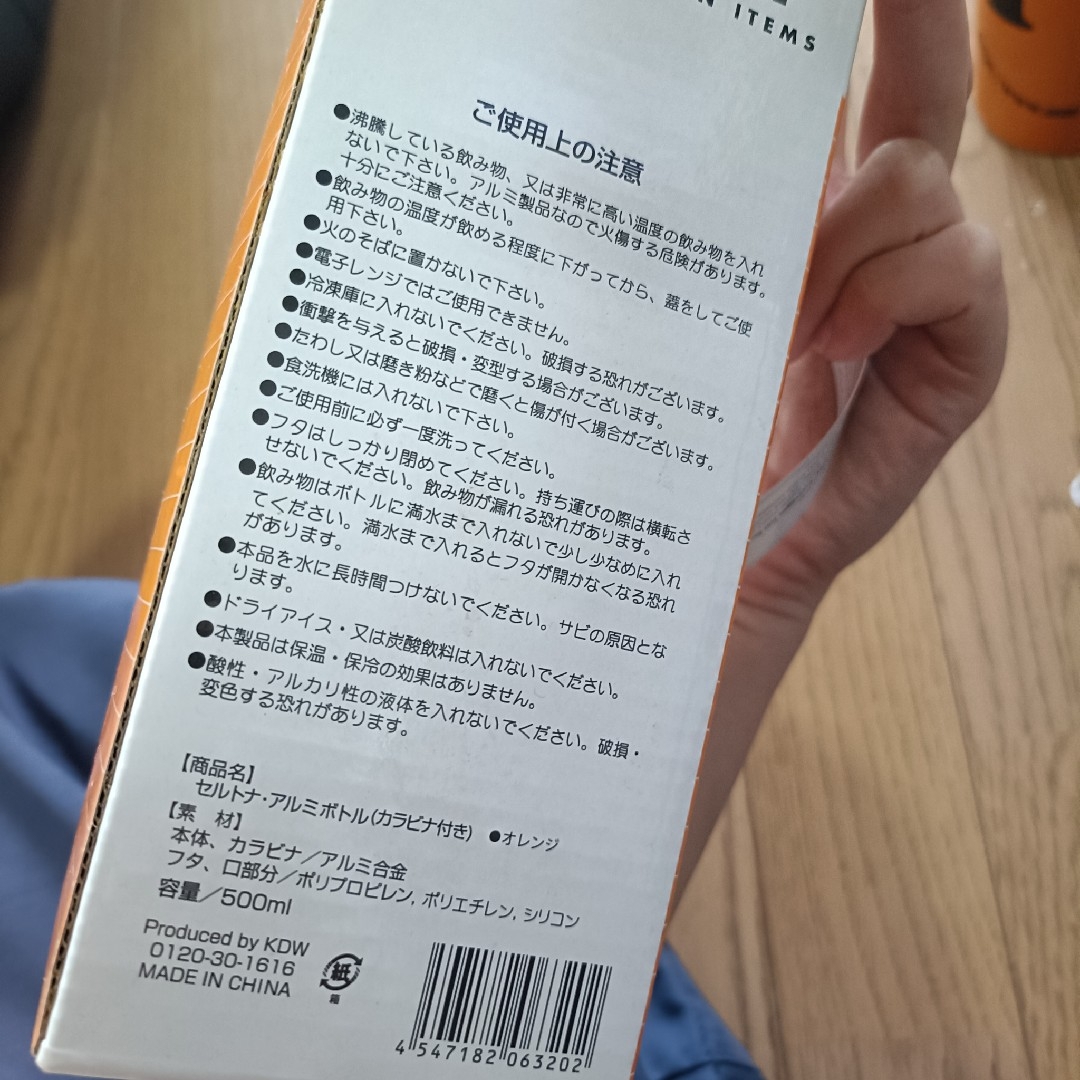 ITEMS
ご使用上の注意
●沸騰している飲み物、又は非常に高い温度の飲み物を入れ
ないで下さい。アルミ製品なので火傷する危険があります。
十分にご注意ください。
●飲み物の温度が飲める程度に下がってから、蓋をしてご使
用下さい。
●火のそばに置かないで下さい。
●電子レンジではご使用できません。
●冷凍庫に入れないでください。破損する恐れがございます。
●衝撃を与えると破損・変型する場合がございます。
●たわし又は磨き粉などで磨くと傷が付く場合がございます。
●食洗機には入れないで下さい。
●ご使用前に必ず一度洗ってください。
●フタはしっかり閉めてください。持ち運びの際は横転さ
せないでください。飲み物が漏れる恐れがあります。
●飲み物はボトルに満水まで入れないで少し少なめに入れ
てください。満水まで入れるとフタが開かなくなる恐れ
があります。
●本品を水に長時間つけないでください。サビの原因とな
ります。
●ドライアイス・又は炭酸飲料は入れないでください。
●本製品は保温・保冷の効果はありません。
●酸性・アルカリ性の液体を入れないでください。破損・
変色する恐れがあります。
【商品名】
セルトナ・アルミボトル(カラビナ付き) ●オレンジ
【素 材】
本体、カラビナ/アルミ合金
フタ、口部分/ポリプロピレン, ポリエチレン, シリコン
容量/500ml
Produced by KDW
0120-30-1616
MADE IN CHINA
紙
箱
4 547182 063202